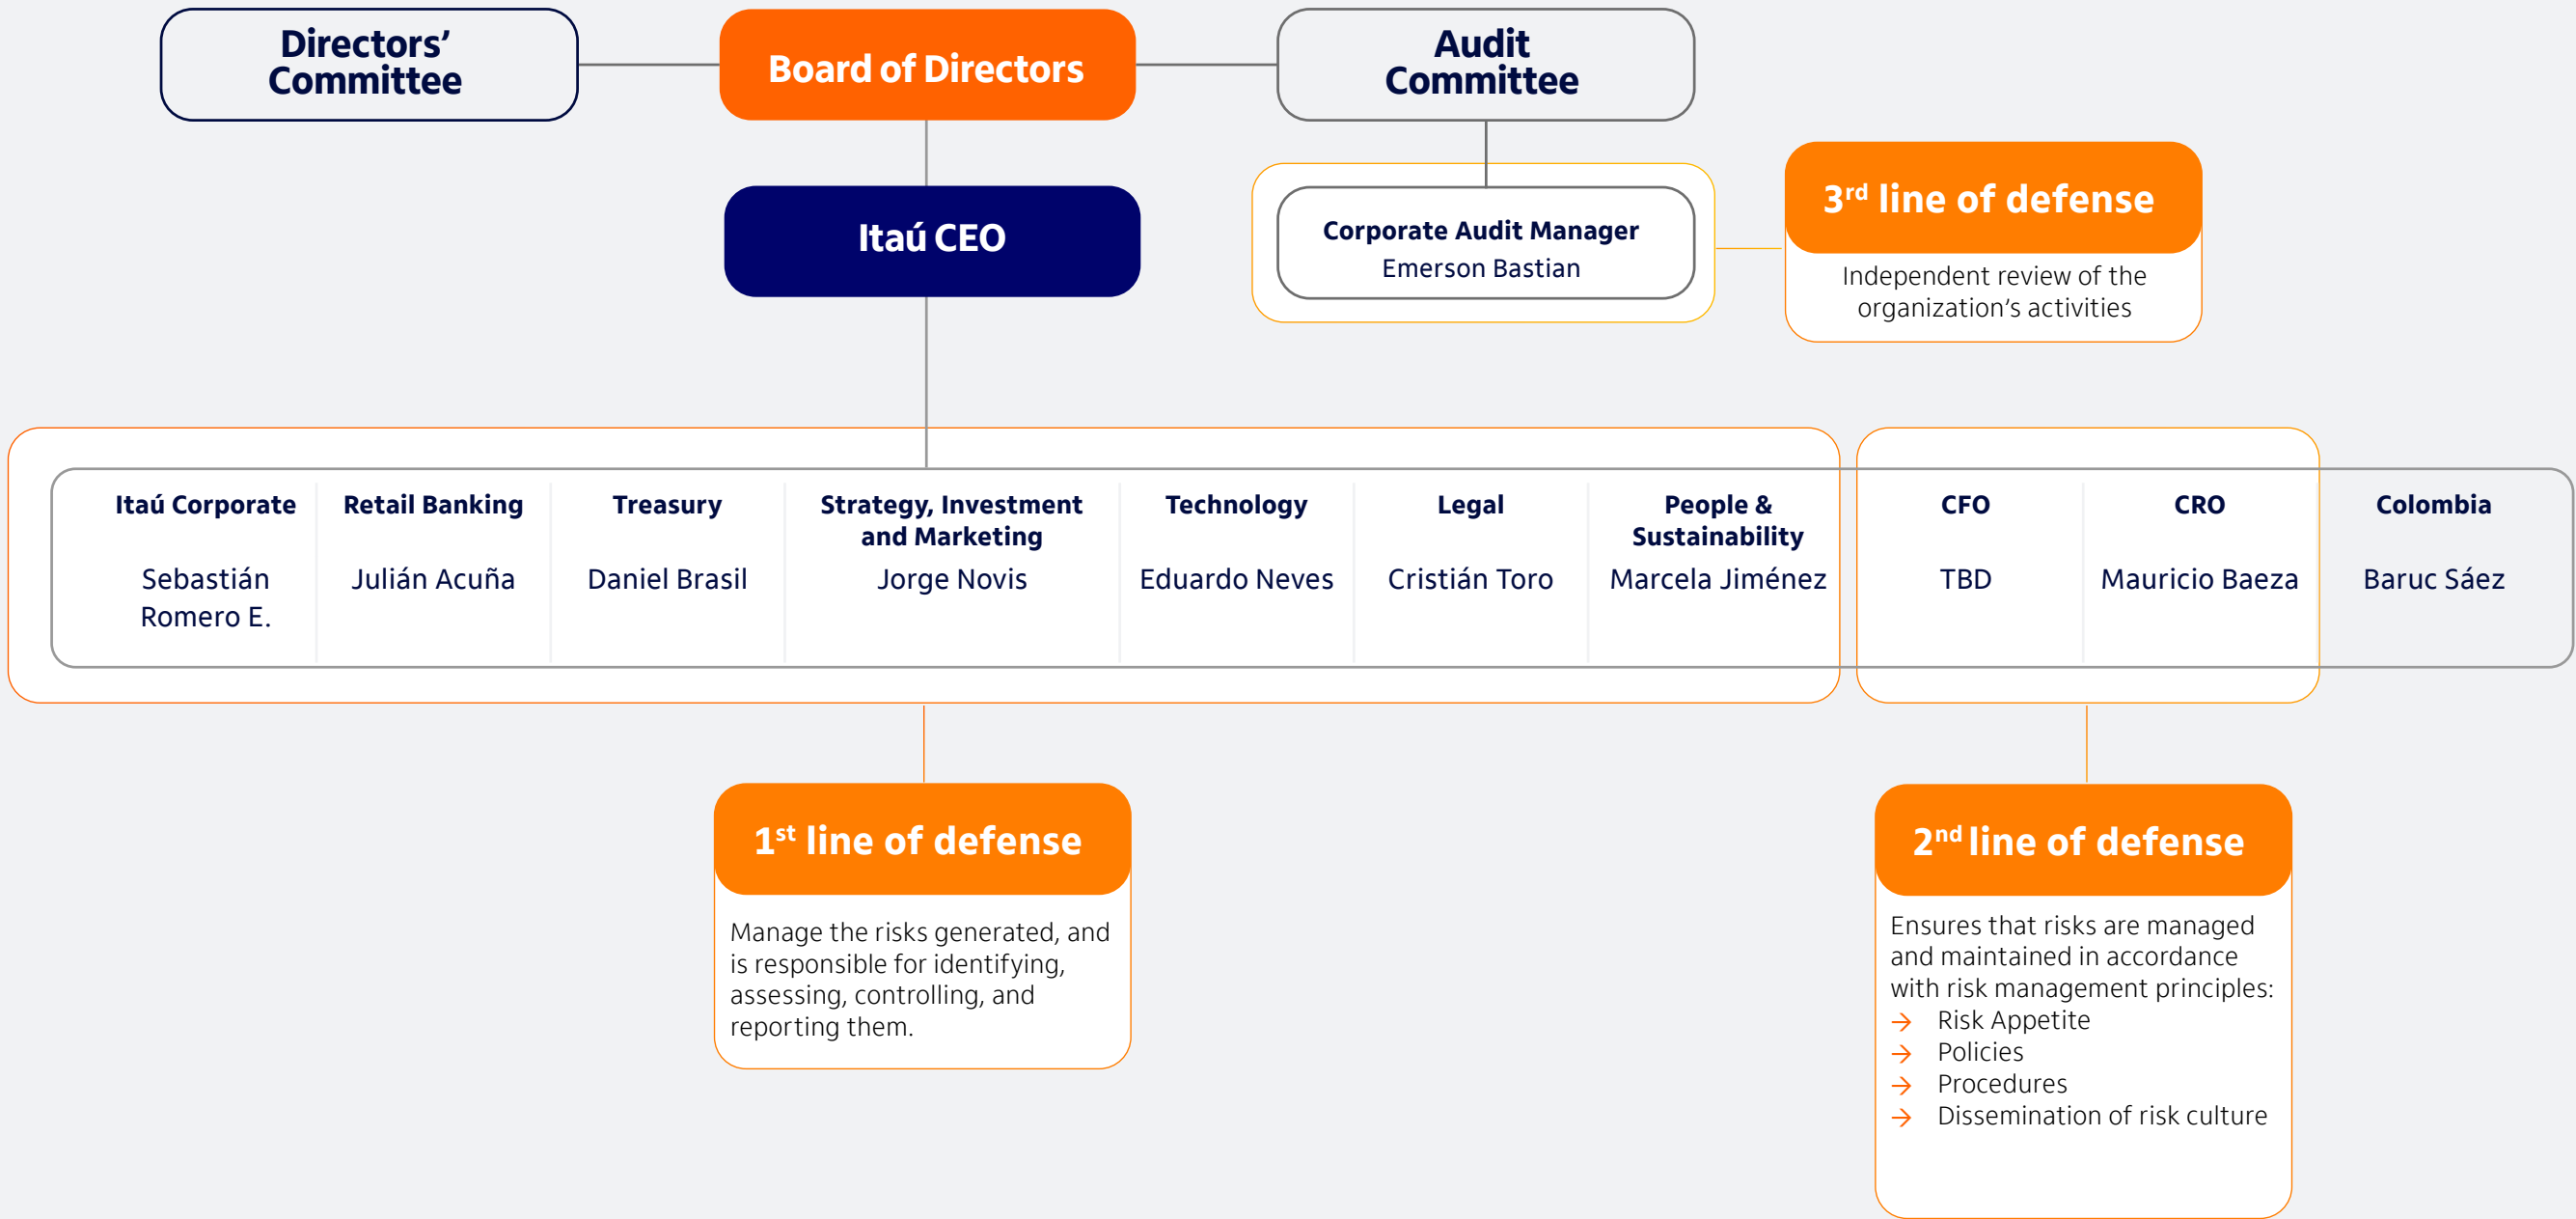 Directors’
Committee
Board of Directors
Audit
Committee
Itaú CEO
Corporate Audit Manager
Emerson Bastian
3rd line of defense
Independent review of the
organization’s activities
Itaú Corporate
Sebastián
Romero E.
Retail Banking
Julián Acuña
Treasury
Daniel Brasil
Strategy, Investment
and Marketing
Jorge Novis
Technology
Eduardo Neves
Legal
Cristián Toro
People &
Sustainability
Marcela Jiménez
CFO
TBD
CRO
Mauricio Baeza
Colombia
Baruc Sáez
1st line of defense
Manage the risks generated, and
is responsible for identifying,
assessing, controlling, and
reporting them.
2nd line of defense
Ensures that risks are managed
and maintained in accordance
with risk management principles:
→ Risk Appetite
→ Policies
→ Procedures
→ Dissemination of risk culture